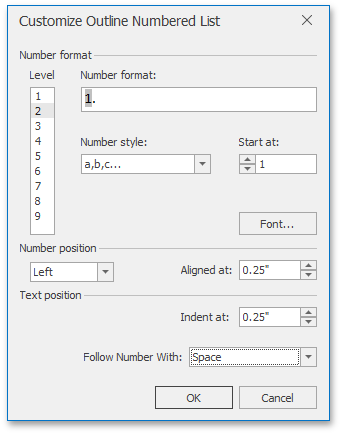 Customize Outline Numbered List
Number format
Level
Number format:
1
2
3
4
5
6
7
8
9
1.
Number style:
Start at:
a,b,c...
1
Font...
Number position
Left
Aligned at:
0.25"
Text position
Indent at:
0.25"
Follow Number With:
Space
OK
Cancel